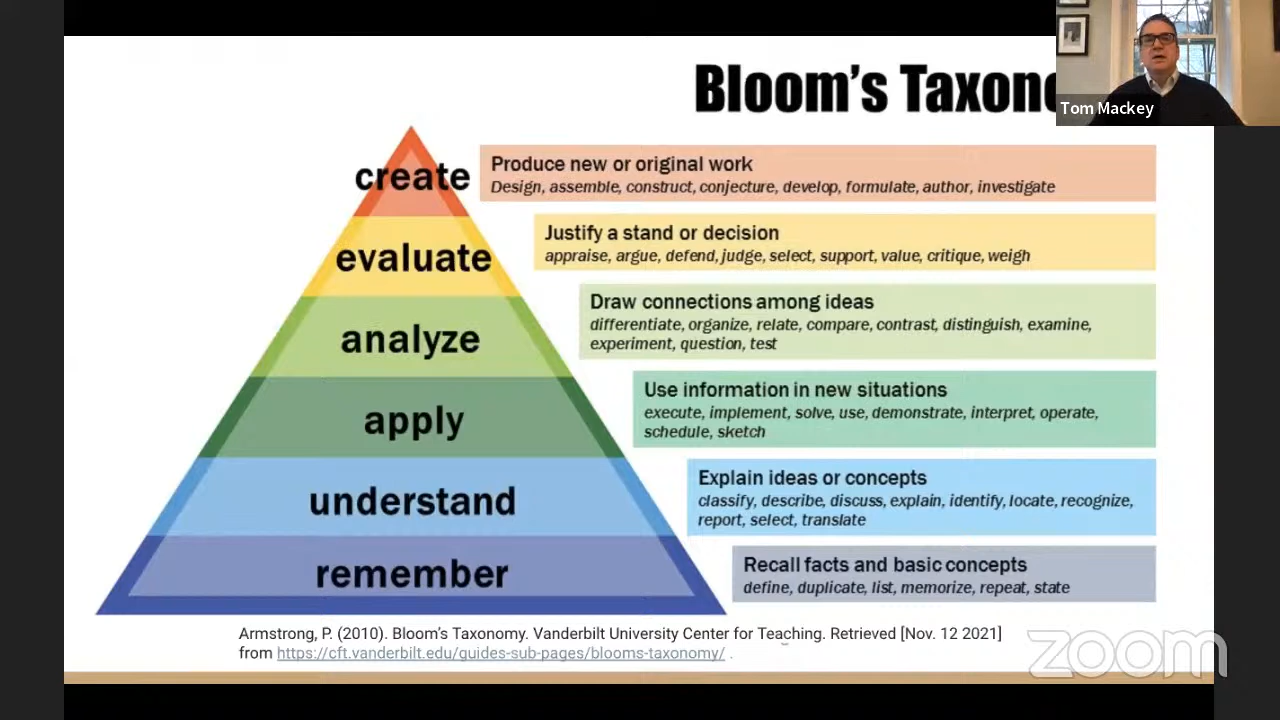 Bloom's Taxono
Tom Mackey
create
Produce new or original work
Design, assemble, construct, conjecture, develop, formulate, author, investigate
evaluate
Justify a stand or decision
appraise, argue, defend, judge, select, support, value, critique, weigh
analyze
Draw connections among ideas
differentiate, organize, relate, compare, contrast, distinguish, examine,
experiment, question, test
apply
Use information in new situations
execute, implement, solve, use, demonstrate, interpret, operate,
schedule, sketch
understand
Explain ideas or concepts
classify, describe, discuss, explain, identify, locate, recognize,
report, select, translate
remember
Recall facts and basic concepts
define, duplicate, list, memorize, repeat, state
Armstrong, P. (2010). Bloom's Taxonomy. Vanderbilt University Center for Teaching. Retrieved [Nov. 12 2021]
from https://cft.vanderbilt.edu/guides-sub-pages/blooms-taxonomy/ .
zoom